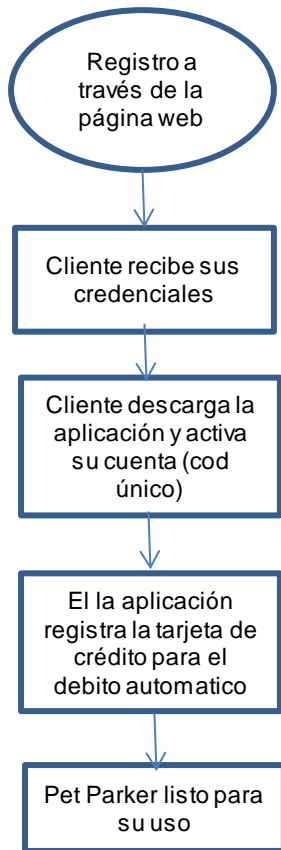 Registro a
través de la
página web
Cliente recibe sus
credenciales
Cliente descarga la
aplicación y activa
su cuenta (cod
único)
El la aplicación
registra la tarjeta de
crédito para el
debito automatico
Pet Parker listo para
su uso